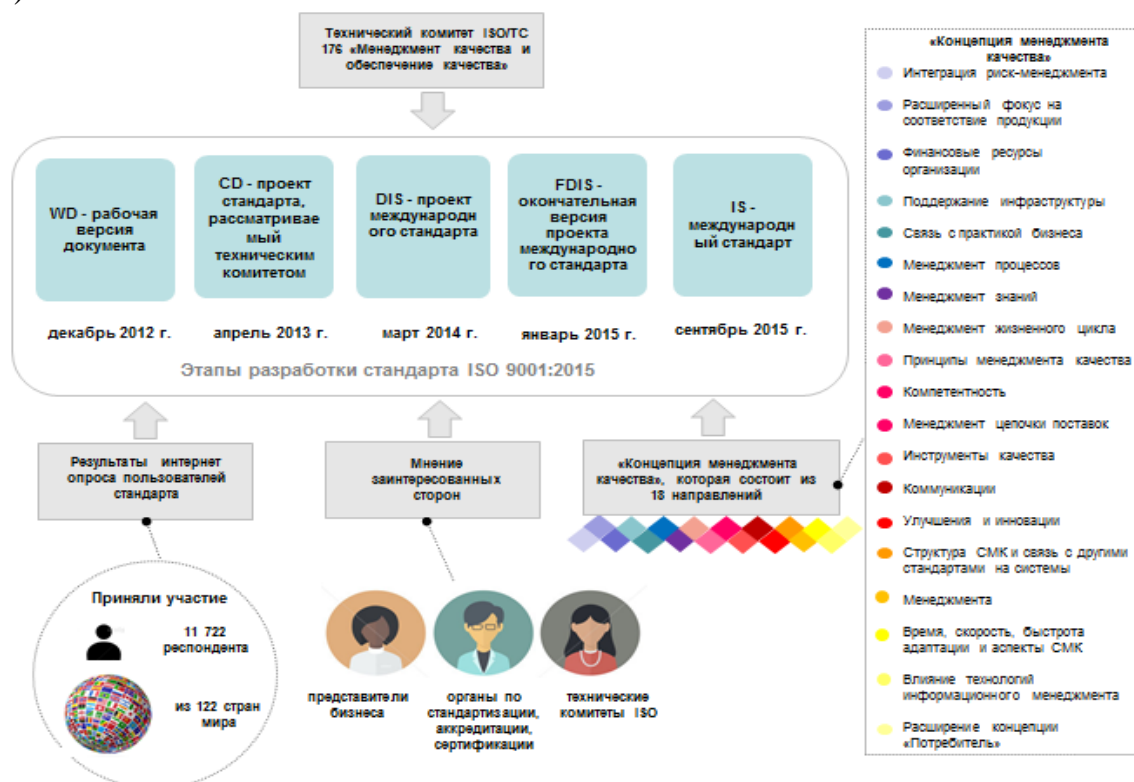 Технический комитет ISO/TC
176 «Менеджмент качества и
обеспечение качества»
WD - рабочая
версия
документа
CD - проект
стандарта,
рассматривае
мый
техническим
комитетом
DIS - проект
международн
ого стандарта
FDIS -
окончательная
версия
проекта
международно
го стандарта
IS -
международн
ый стандарт
декабрь 2012 г.
апрель 2013 г.
март 2014 г.
январь 2015 г.
сентябрь 2015 г.
Этапы разработки стандарта ISO 9001:2015
Результаты интернет
опроса пользователей
стандарта
Мнение
заинтересованных
сторон
«Концепция менеджмента
качества», которая состоит из
18 направлений
Приняли участие
11 722
респондента
из 122 стран
мира
представители
бизнеса
органы по
стандартизации,
аккредитации,
сертификации
технические
комитеты ISO
«Концепция менеджмента
качества»
Интеграция риск-менеджмента
Расширенный фокус на
соответствие продукции
Финансовые ресурсы
организации
Поддержание инфраструктуры
Связь с практикой бизнеса
Менеджмент процессов
Менеджмент знаний
Менеджмент жизненного цикла
Принципы менеджмента качества
Компетентность
Менеджмент цепочки поставок
Инструменты качества
Коммуникации
Улучшения и инновации
Структура СМК и связь с другими
стандартами на системы
Менеджмента
Время, скорость, быстрота
адаптации и аспекты СМК
Влияние технологий
информационного менеджмента
Расширение концепции
«Потребитель»